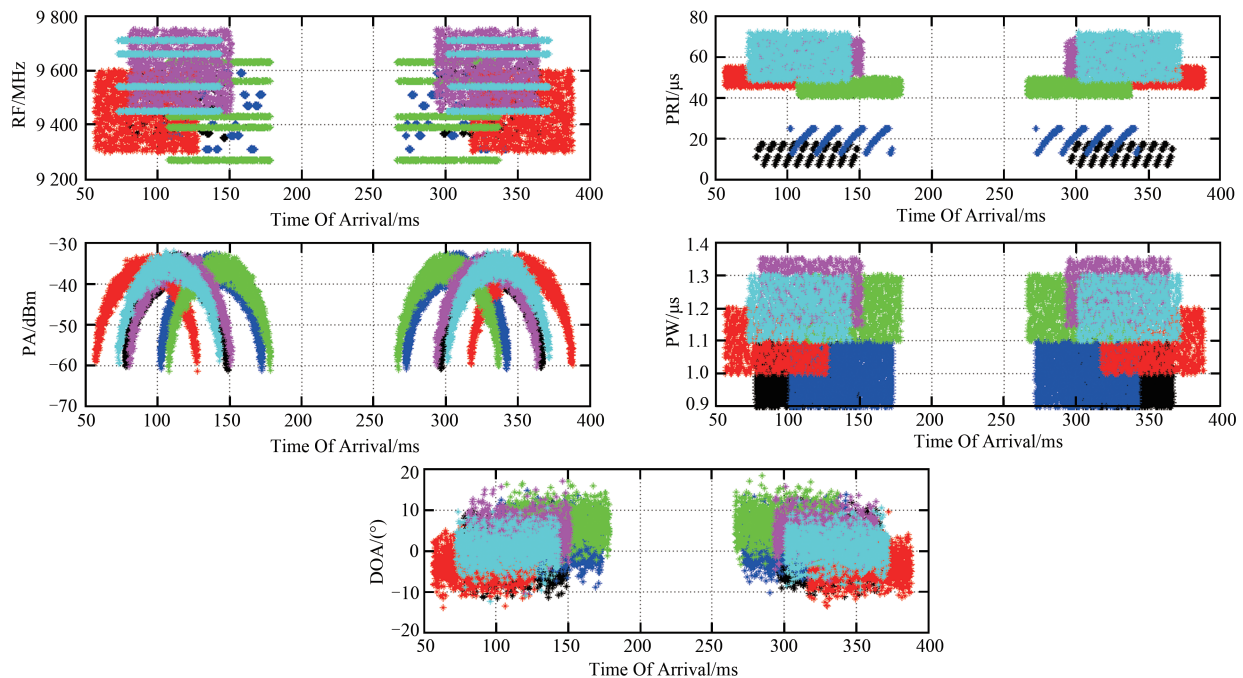 RF/MHz
9 800
9 600
9 400
9 200
50 100 150 200 250 300 350 400
Time Of Arrival/ms
PRI/μs
80
60
40
20
0
50 100 150 200 250 300 350 400
Time Of Arrival/ms
PA/dBm
−30
−40
−50
−60
−70
50 100 150 200 250 300 350 400
Time Of Arrival/ms
PW/μs
1.4
1.3
1.2
1.1
1.0
0.9
50 100 150 200 250 300 350 400
Time Of Arrival/ms
DOA/(°)
20
10
0
−10
−20
50 100 150 200 250 300 350 400
Time Of Arrival/ms